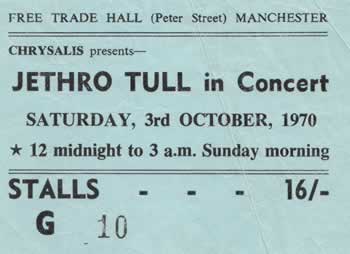 FREE TRADE HALL (Peter Street) MANCHESTER
CHRYSALIS presents—
JETHRO TULL in Concert
SATURDAY, 3rd OCTOBER, 1970
★ 12 midnight to 3 a.m. Sunday morning
STALLS - - - 16/-
G 10